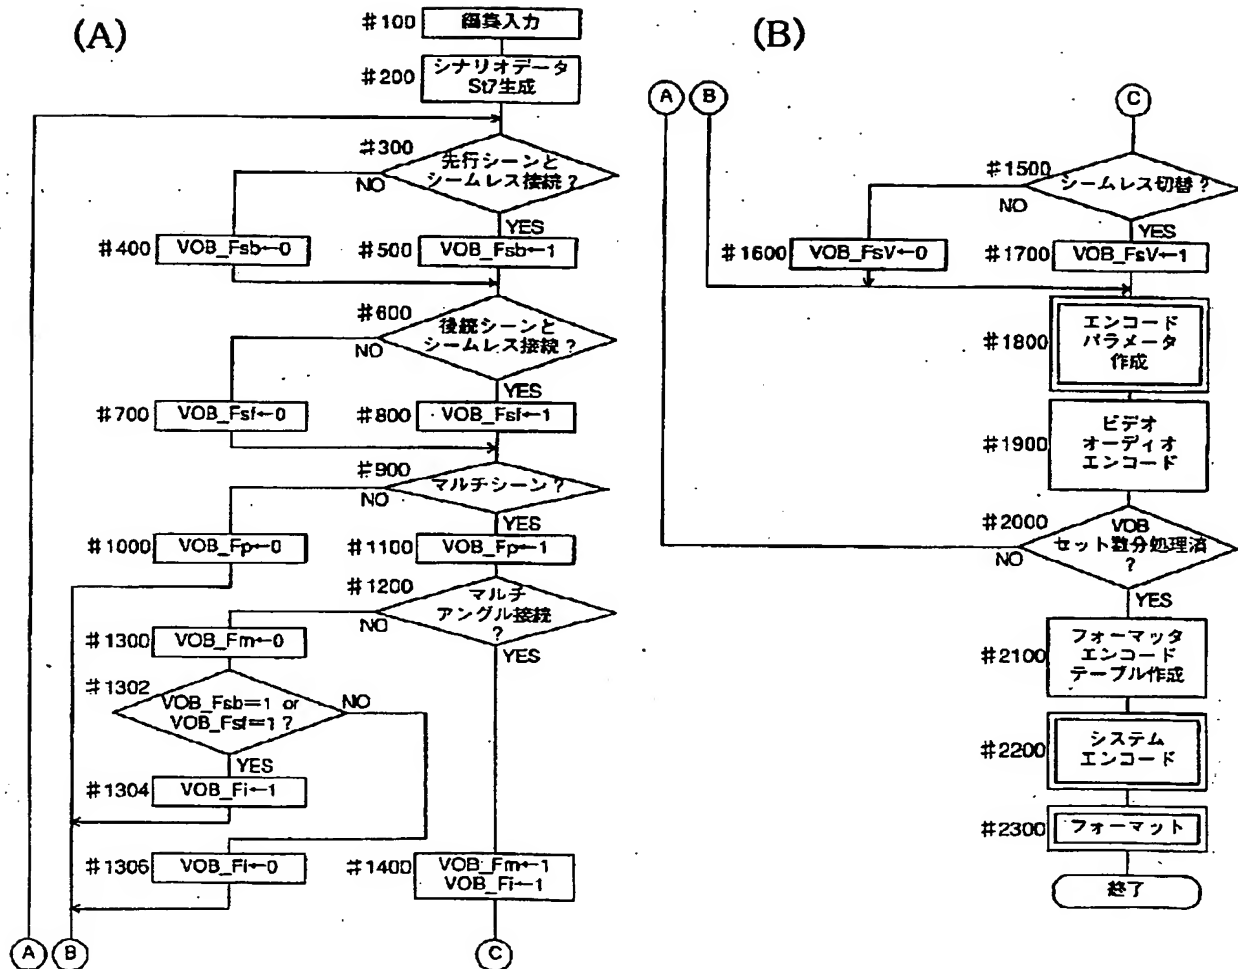 (A)
#100
編集入力
#200
シナリオデータ
St7生成
#300
先行シーンと
シームレス接続?
NO
YES
#400
VOB_Fsb←0
#500
VOB_Fsb←1
#600
後続シーンと
シームレス接続?
NO
YES
#700
VOB_Fsf←0
#800
VOB_Fsf←1
#900
マルチシーン?
NO
YES
#1000
VOB_Fp←0
#1100
VOB_Fp←1
#1200
マルチ
アングル接続
?
NO
YES
#1300
VOB_Fm←0
#1302
VOB_Fsb=1 or
VOB_Fsf=1?
NO
YES
#1304
VOB_Fi←1
#1306
VOB_Fi←0
#1400
VOB_Fm←1
VOB_Fi←1
A
B
C
(B)
A
B
C
#1500
シームレス切替?
NO
YES
#1600
VOB_FsV←0
#1700
VOB_FsV←1
#1800
エンコード
パラメータ
作成
#1900
ビデオ
オーディオ
エンコード
#2000
VOB
セット数分処理済
?
NO
YES
#2100
フォーマッタ
エンコード
テーブル作成
#2200
システム
エンコード
#2300
フォーマット
終了